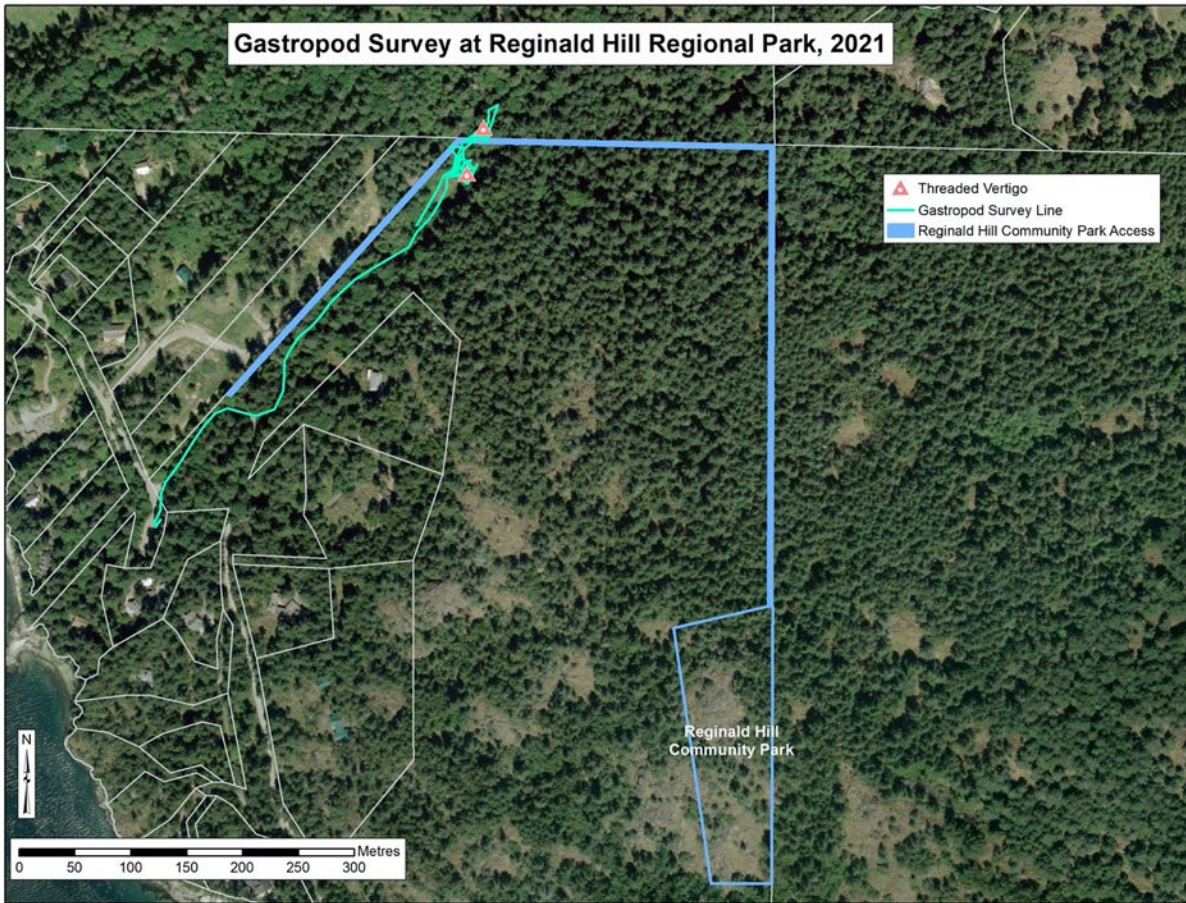 Gastropod Survey at Reginald Hill Regional Park, 2021
Threaded Vertigo
Gastropod Survey Line
Reginald Hill Community Park Access
Reginald Hill
Community Park
N
Metres
0 50 100 150 200 250 300